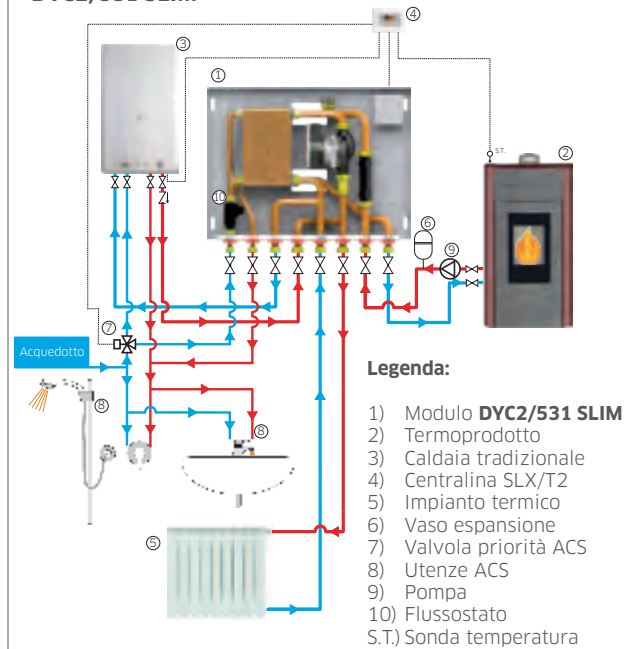 DYC2/531 SLIM
4
3
1
S.T.
2
10
6
9
7
Acquedotto
8
8
5
Legenda:
1) Modulo DYC2/531 SLIM
2) Termoprodotto
3) Caldaia tradizionale
4) Centralina SLX/T2
5) Impianto termico
6) Vaso espansione
7) Valvola priorità ACS
8) Utenze ACS
9) Pompa
10) Flussostato
S.T.) Sonda temperatura